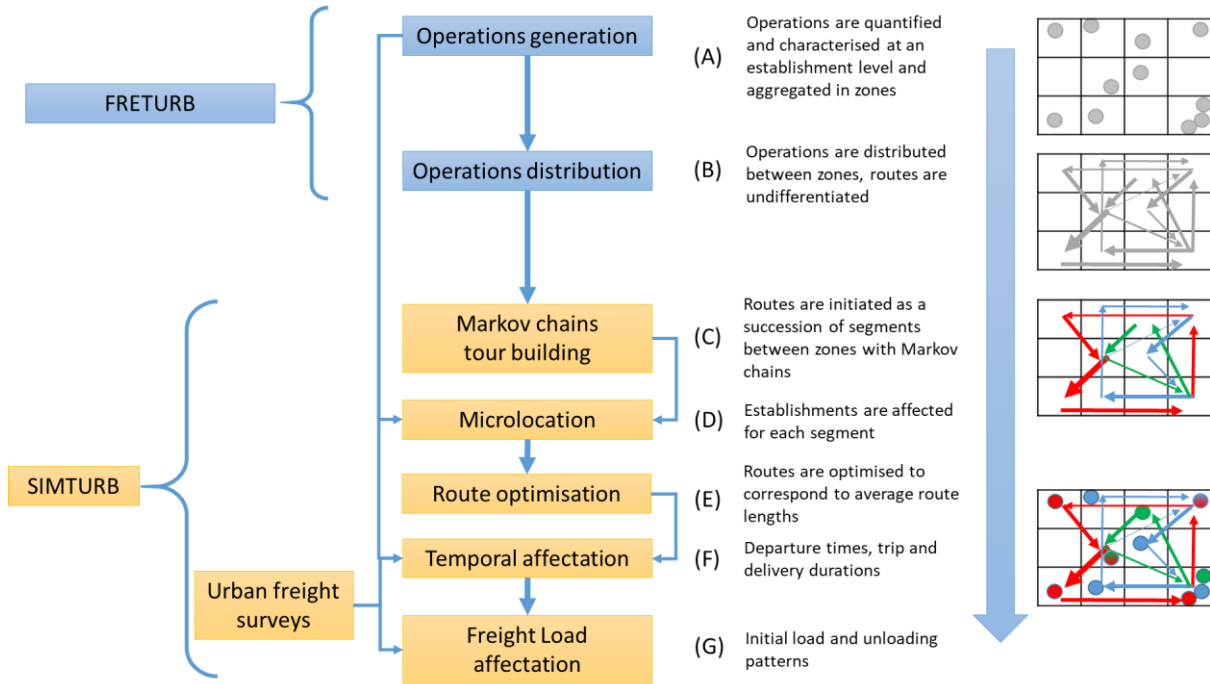 FRETURB
Operations generation
(A)
Operations are quantified
and characterised at an
establishment level and
aggregated in zones
Operations distribution
(B)
Operations are distributed
between zones, routes are
undifferentiated
SIMTURB
Markov chains
tour building
(C)
Routes are initiated as a
succession of segments
between zones with Markov
chains
Microlocation
(D)
Establishments are affected
for each segment
Route optimisation
(E)
Routes are optimised to
correspond to average route
lengths
Temporal affectation
(F)
Departure times, trip and
delivery durations
Urban freight
surveys
Freight Load
affectation
(G)
Initial load and unloading
patterns